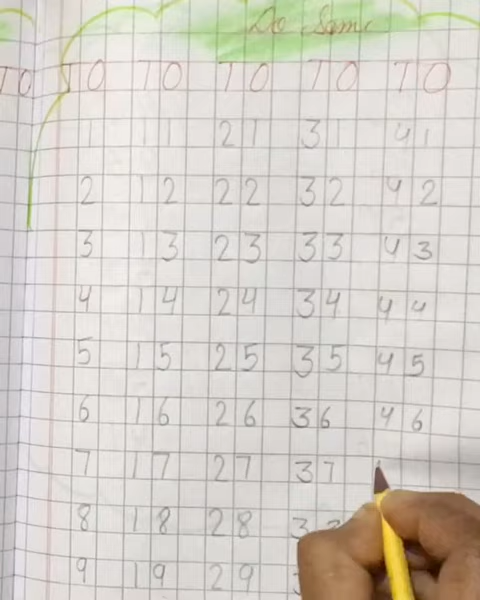 Do Same
TO TO TO TO TO TO
1 11 21 31 41
2 12 22 32 42
3 13 23 33 43
4 14 24 34 44
5 15 25 35 45
6 16 26 36 46
7 17 27 37
8 18 28
9 19 29